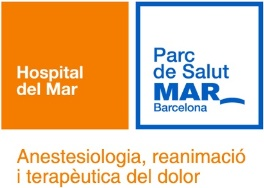 Hospital
del Mar
Parc
de Salut
MAR
Barcelona
Anestesiologia, reanimació
i terapèutica del dolor